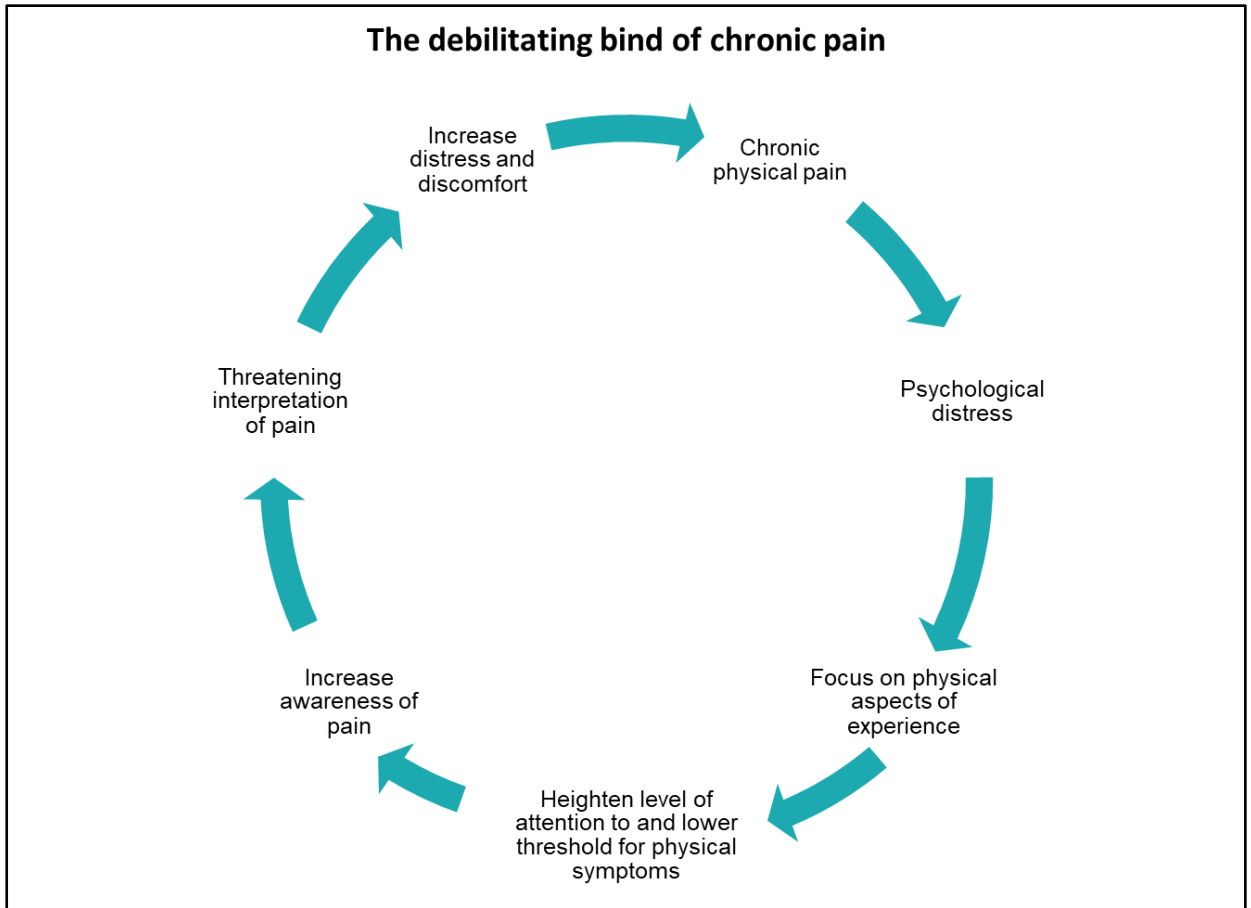 The debilitating bind of chronic pain
Increase
distress and
discomfort
Chronic
physical pain
Psychological
distress
Focus on physical
aspects of
experience
Heighten level of
attention to and lower
threshold for physical
symptoms
Increase
awareness of
pain
Threatening
interpretation
of pain